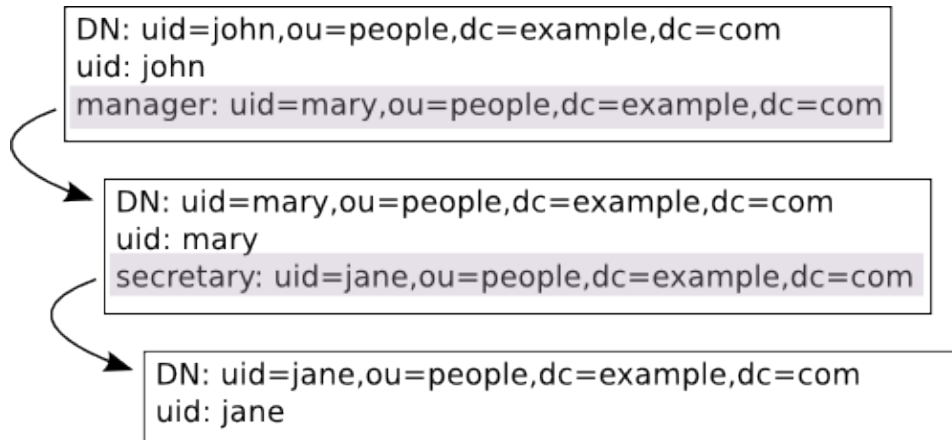 DN: uid=john,ou=people,dc=example,dc=com
uid: john
manager: uid=mary,ou=people,dc=example,dc=com
DN: uid=mary,ou=people,dc=example,dc=com
uid: mary
secretary: uid=jane,ou=people,dc=example,dc=com
DN: uid=jane,ou=people,dc=example,dc=com
uid: jane